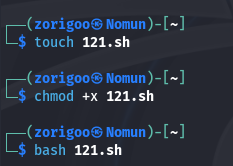 ┌──(zorigoo㉿Nomun)-[~]
└─$ touch 121.sh
┌──(zorigoo㉿Nomun)-[~]
└─$ chmod +x 121.sh
┌──(zorigoo㉿Nomun)-[~]
└─$ bash 121.sh